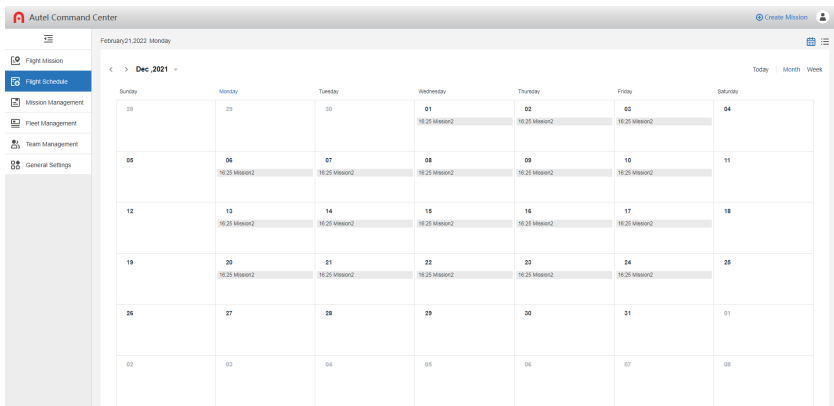 Autel Command Center
Create Mission
February21,2022 Monday
Flight Mission
Flight Schedule
Mission Management
Fleet Management
Team Management
General Settings
Dec ,2021
Today Month Week
Sunday Monday Tuesday Wednesday Thursday Friday Saturday
28 29 30 01 02 03 04
16:25 Mission2 16:25 Mission2 16:25 Mission2
05 06 07 08 09 10 11
16:25 Mission2 16:25 Mission2 16:25 Mission2 16:25 Mission2 16:25 Mission2
12 13 14 15 16 17 18
16:25 Mission2 16:25 Mission2 16:25 Mission2 16:25 Mission2 16:25 Mission2
19 20 21 22 23 24 25
16:25 Mission2 16:25 Mission2 16:25 Mission2 16:25 Mission2 16:25 Mission2
26 27 28 29 30 31 01
02 03 04 05 06 07 08